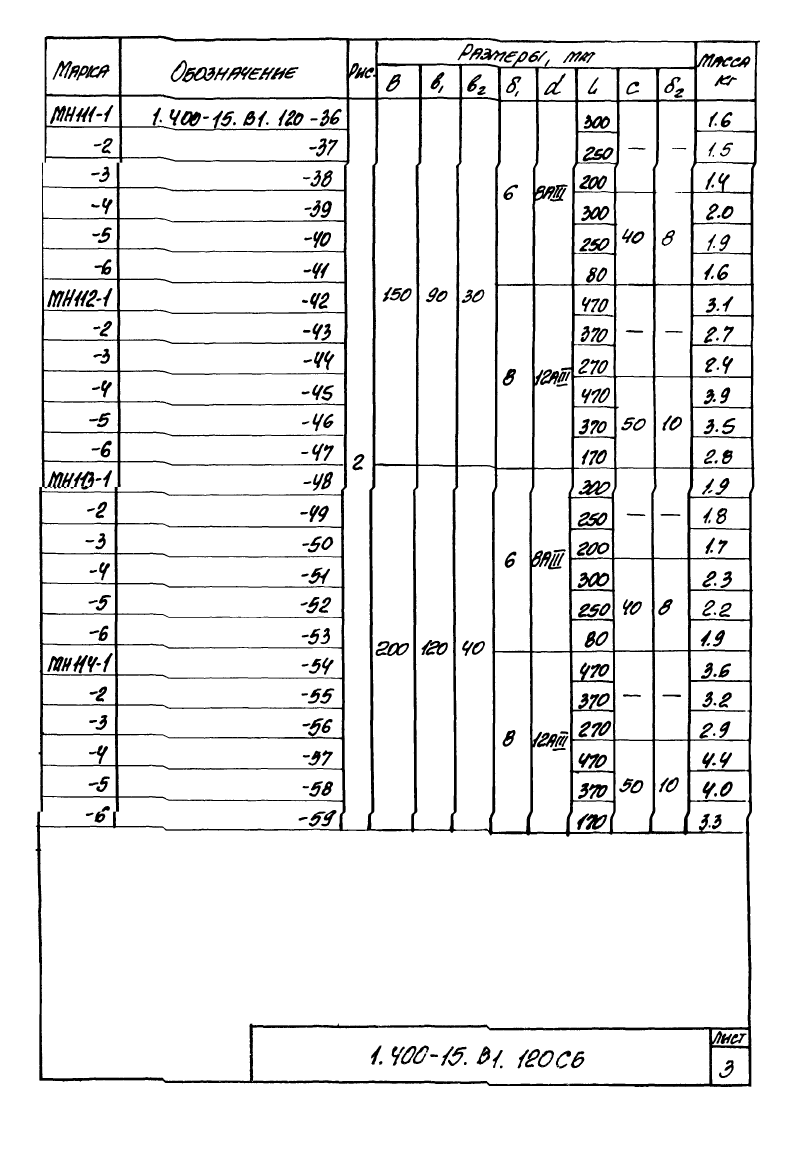 Марка Обозначение Рис. Размеры, мм Масса кг
B b₁ b₂ δ₁ d L c δ₂
МН111-1 1.400-15.В1.120-36 300 1.6
-2 -37 250 — — 1.5
-3 -38 200 1.4
6 8АIII
-4 -39 300 2.0
-5 -40 250 40 8 1.9
-6 -41 80 1.6
МН112-1 -42 150 90 30 470 3.1
-2 -43 370 — — 2.7
-3 -44 270 2.4
8 12АIII
-4 -45 470 3.9
-5 -46 370 50 10 3.5
-6 -47 170 2.8
2
МН113-1 -48 300 1.9
-2 -49 250 — — 1.8
-3 -50 200 1.7
6 8АIII
-4 -51 300 2.3
-5 -52 250 40 8 2.2
-6 -53 80 1.9
200 120 40
МН114-1 -54 470 3.6
-2 -55 370 — — 3.2
-3 -56 270 2.9
8 12АIII
-4 -57 470 4.4
-5 -58 370 50 10 4.0
-6 -59 170 3.3
1.400-15.В1.120СБ
Лист
3